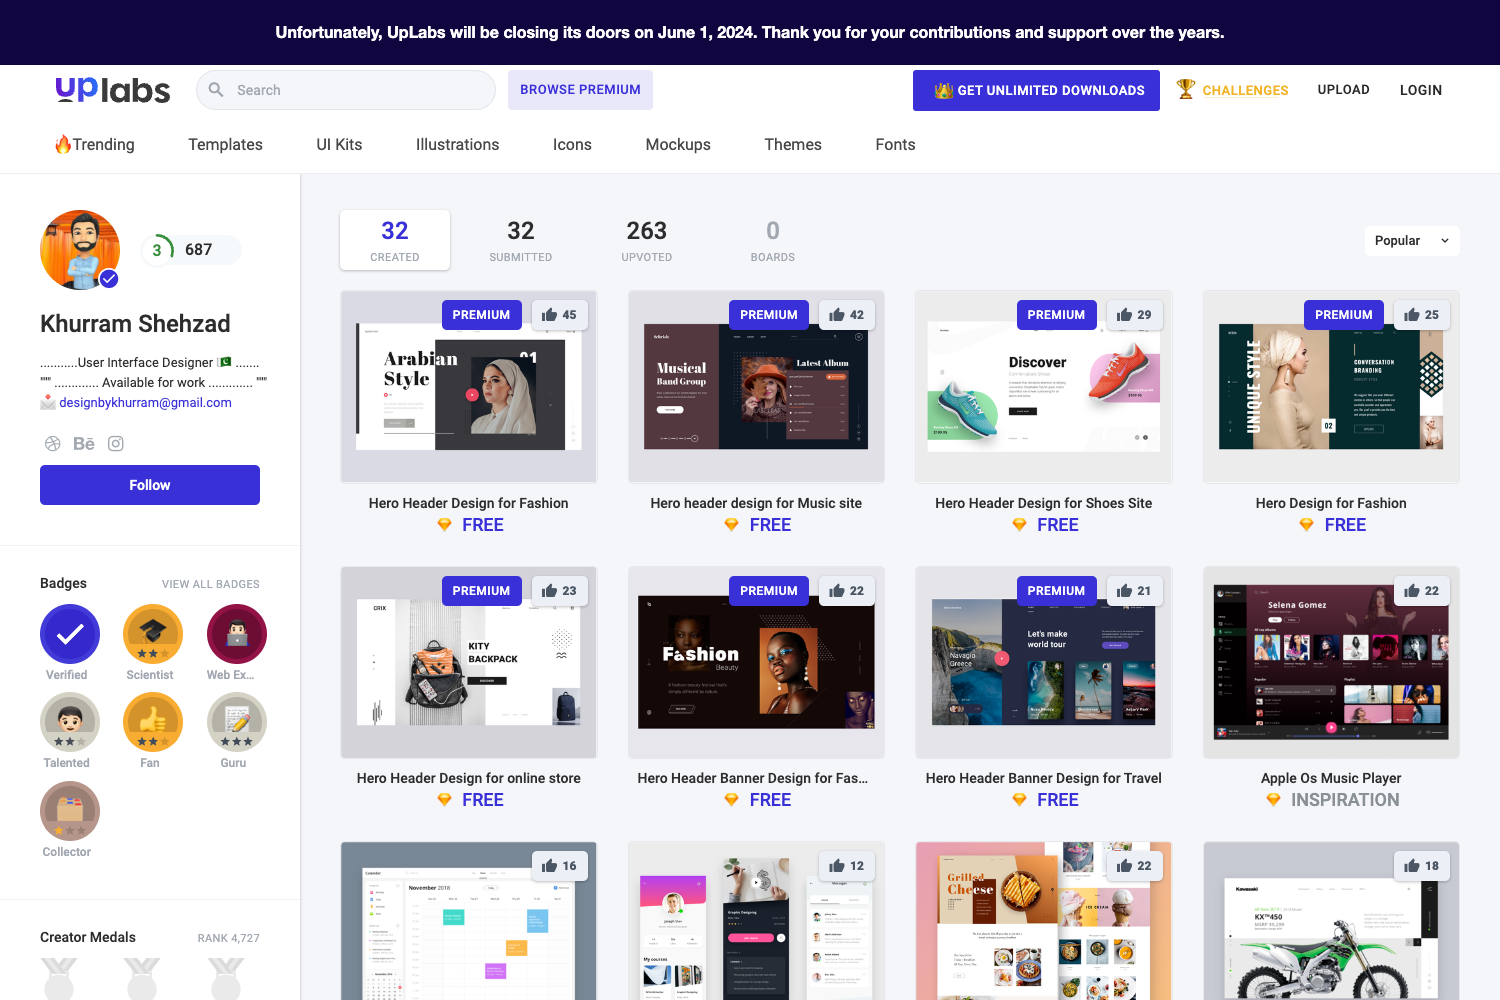 Unfortunately, UpLabs will be closing its doors on June 1, 2024. Thank you for your contributions and support over the years.
uplabs
Search
BROWSE PREMIUM
GET UNLIMITED DOWNLOADS
CHALLENGES
UPLOAD
LOGIN
Trending
Templates
UI Kits
Illustrations
Icons
Mockups
Themes
Fonts
3
687
Khurram Shehzad
...........User Interface Designer 🇵🇰 .......
""" ............. Available for work ............. """
designbykhurram@gmail.com
Bē
Follow
Badges
VIEW ALL BADGES
Verified
Scientist
Web Ex...
Talented
Fan
Guru
Collector
Creator Medals
RANK 4,727
32
CREATED
32
SUBMITTED
263
UPVOTED
0
BOARDS
Popular
PREMIUM
45
Arabian
Style
01
Hero Header Design for Fashion
FREE
PREMIUM
42
Musical
Band Group
Latest Album
Hero header design for Music site
FREE
PREMIUM
29
Discover
Hero Header Design for Shoes Site
FREE
PREMIUM
25
UNIQUE STYLE
CONVERSATION
BRANDING
02
Hero Design for Fashion
FREE
PREMIUM
23
CRIX
KITY
BACKPACK
Hero Header Design for online store
FREE
PREMIUM
22
Fashion
Beauty
Hero Header Banner Design for Fas...
FREE
PREMIUM
21
Navagio
Greece
Let's make
world tour
Hero Header Banner Design for Travel
FREE
22
Selena Gomez
Apple Os Music Player
INSPIRATION
16
November 2018
12
My courses
22
Grilled
Cheese
ICE CREAM
18
Kawasaki
KX™450